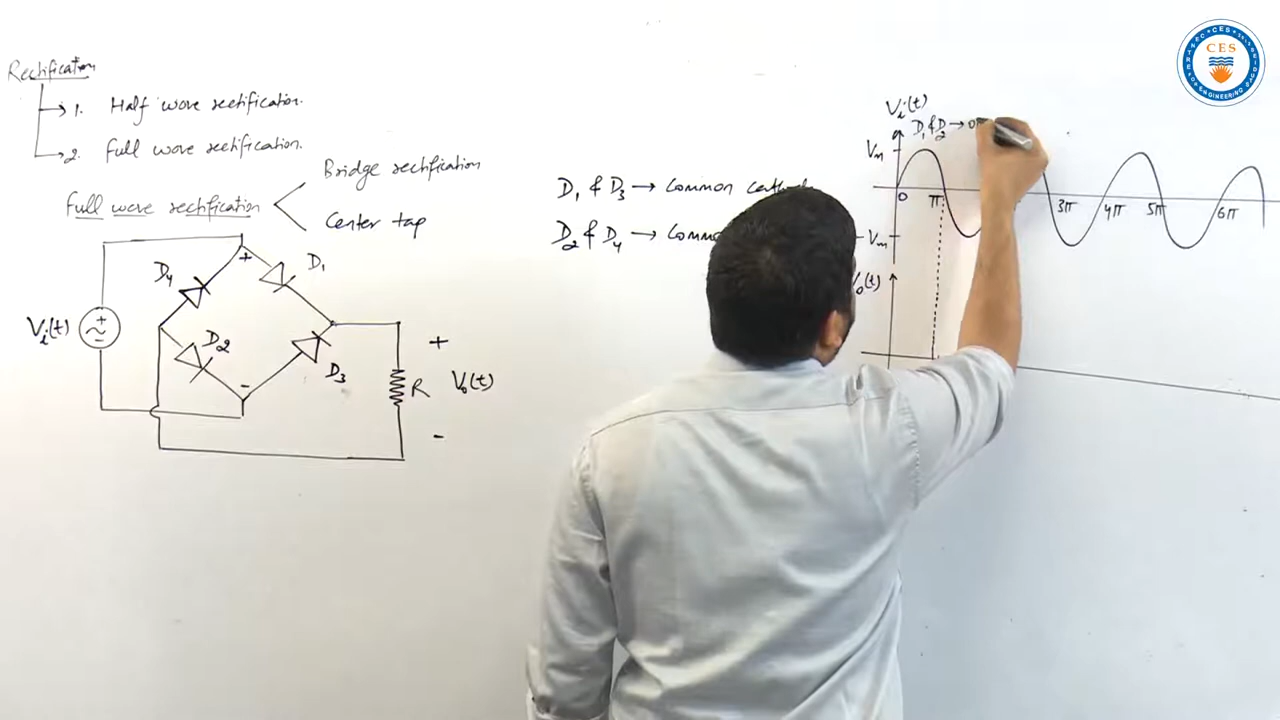 Rectification
1. Half wave rectification.
2. Full wave rectification.
Full wave rectification
Bridge rectification
Center tap
D1 & D3 → Common
D2 & D4 →
Vi(t)
D4
D1
D2
D3
+
-
+
R
Vo(t)
-
Vi(t)
D1 & D2 →
Vm
0
π
3π
4π
5π
6π
-Vm
Vo(t)
CES